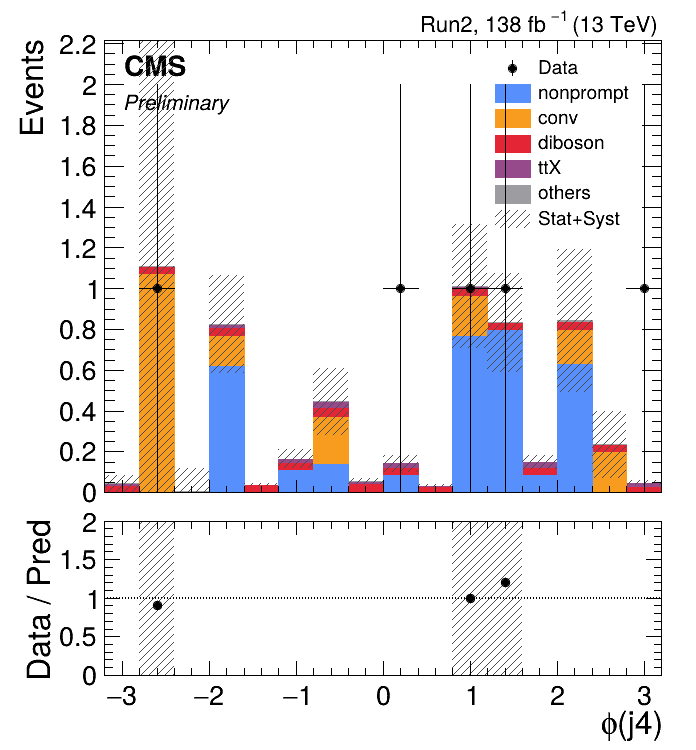 Run2, 138 fb⁻¹ (13 TeV)
CMS
Preliminary
Data
nonprompt
conv
diboson
ttX
others
Stat+Syst
Events
2.2
2
1.8
1.6
1.4
1.2
1
0.8
0.6
0.4
0.2
0
Data / Pred
2
1.5
1
0.5
0
−3 −2 −1 0 1 2 3
ϕ(j4)